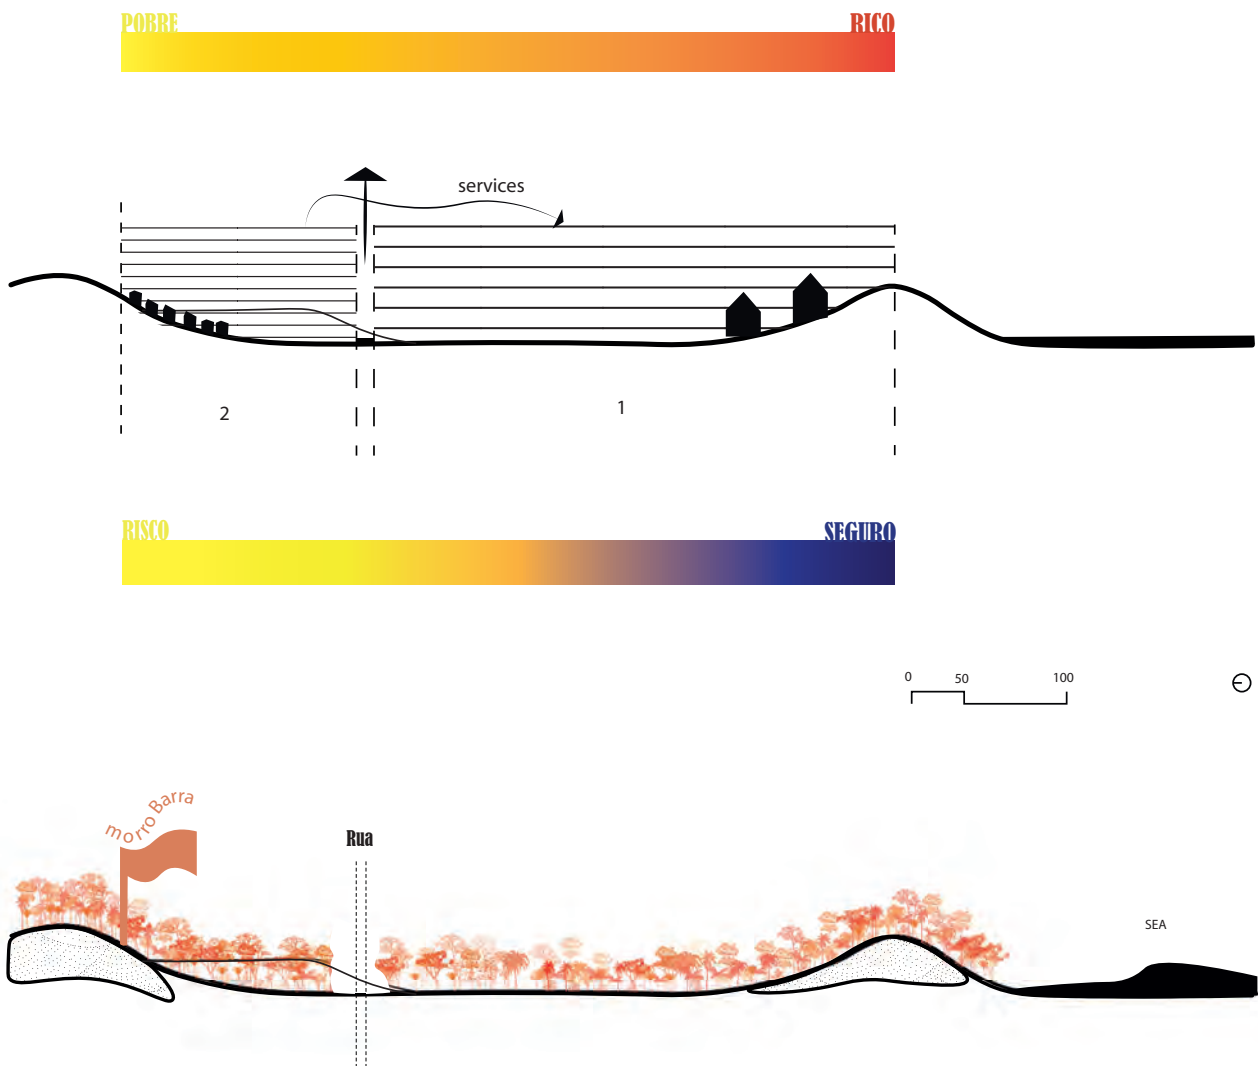 POBRE RICO
services
2 1
RISCO SEGURO
0 50 100
morro Barra
Rua
SEA